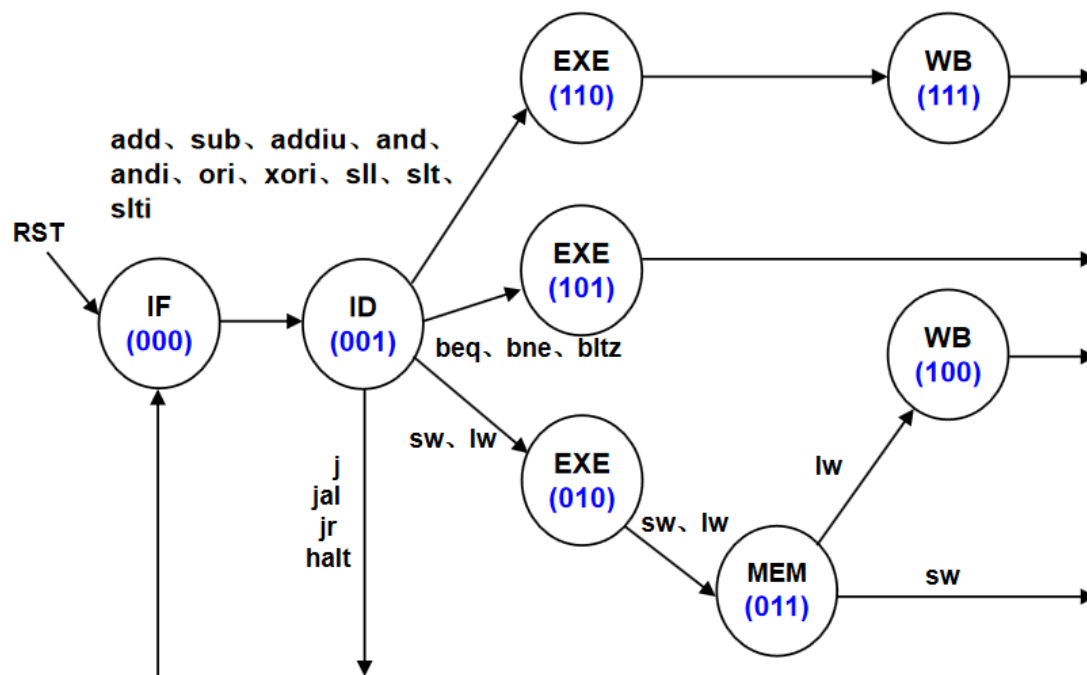 EXE
(110)
WB
(111)
add、sub、addiu、and、
andi、ori、xori、sll、slt、
slti
RST
EXE
(101)
IF
(000)
ID
(001)
beq、bne、bltz
WB
(100)
sw、lw
EXE
(010)
lw
j
jal
jr
halt
sw、lw
MEM
(011)
sw